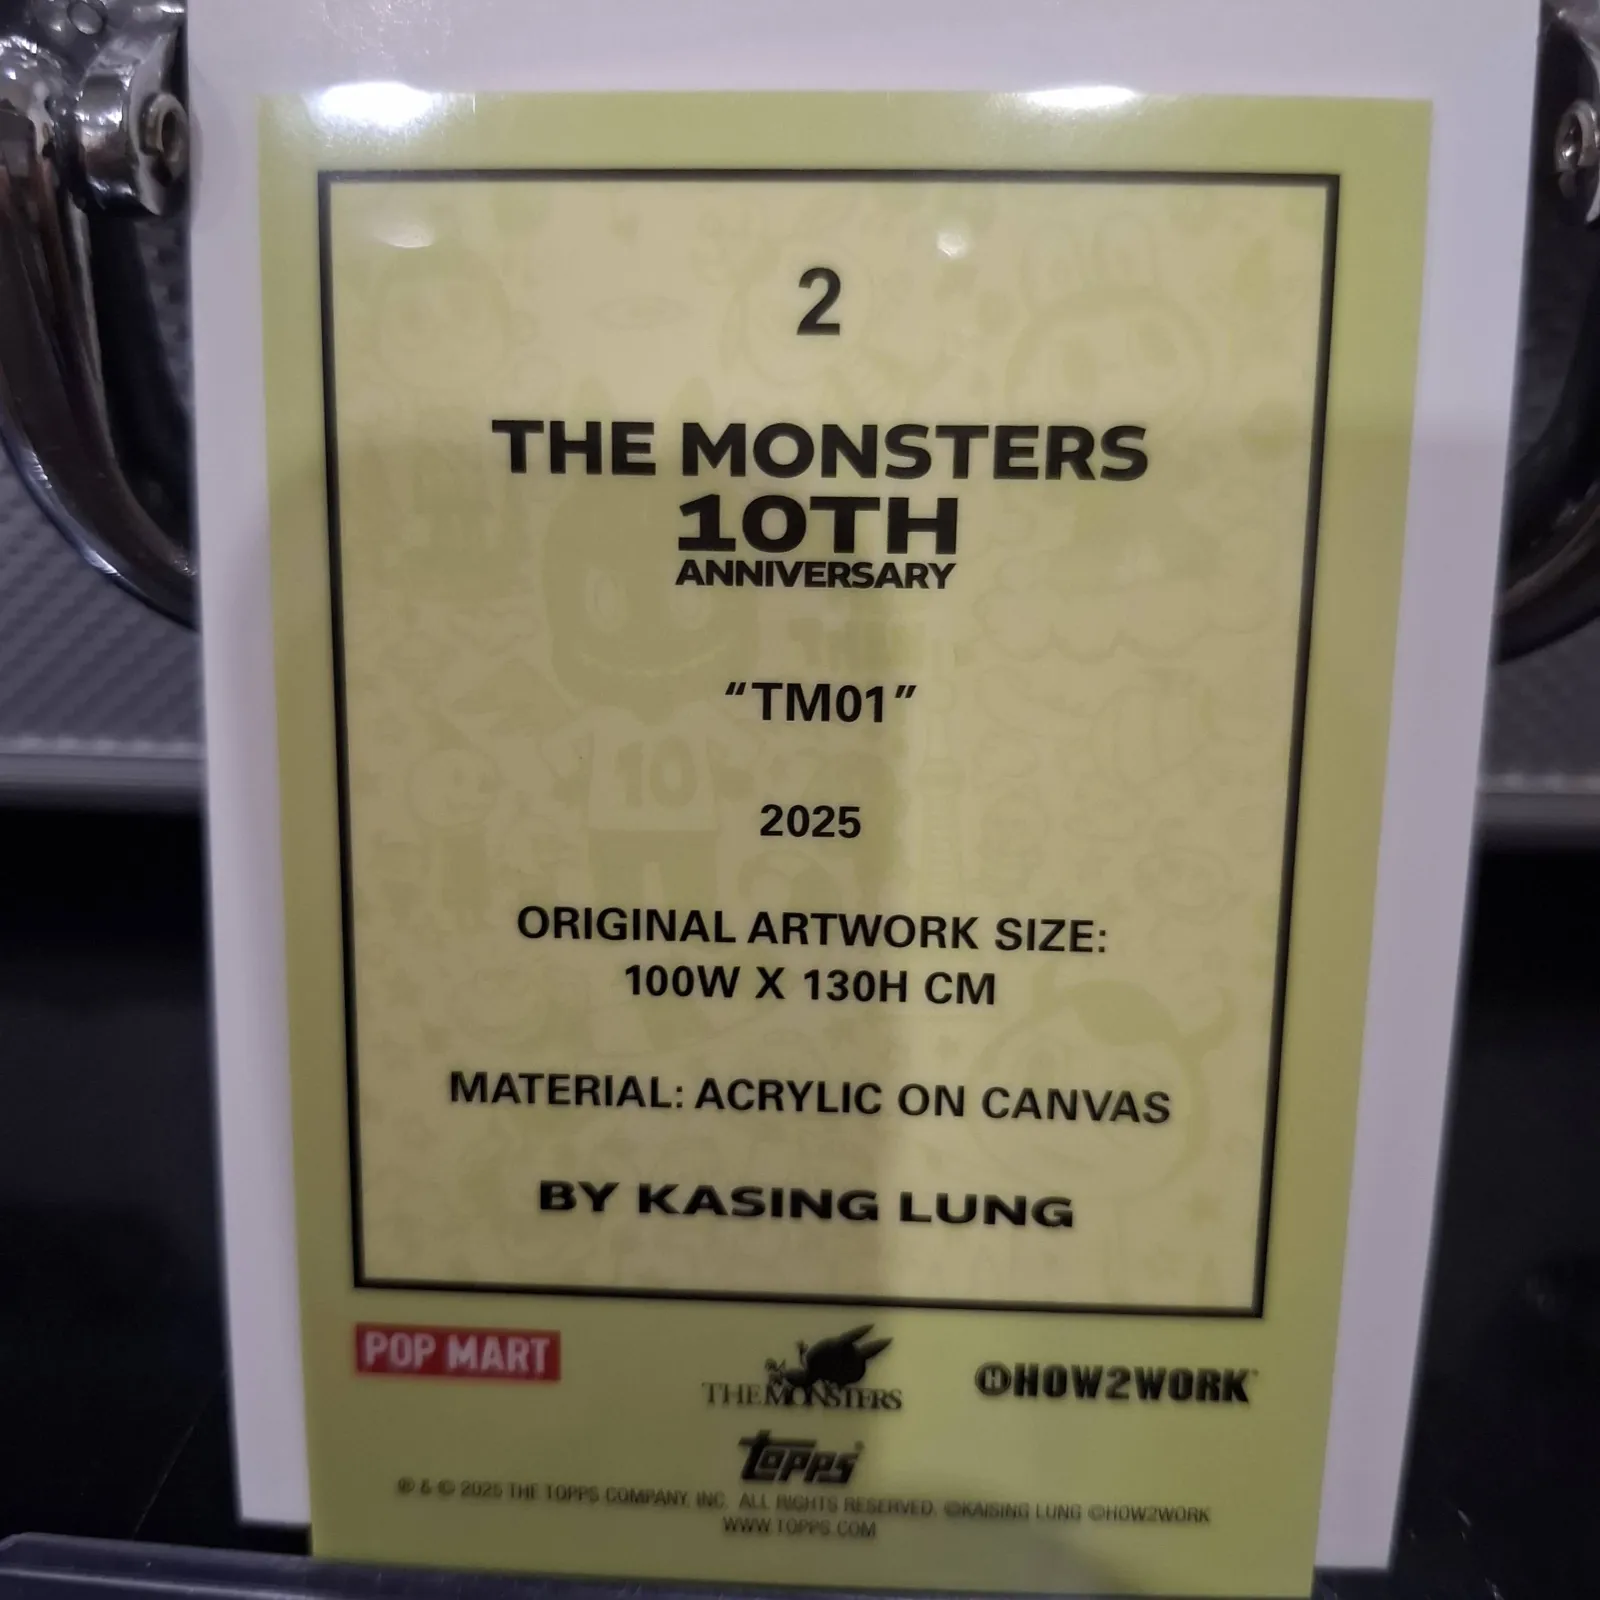 2
THE MONSTERS
10TH
ANNIVERSARY
“TM01”
2025
ORIGINAL ARTWORK SIZE:
100W X 130H CM
MATERIAL: ACRYLIC ON CANVAS
BY KASING LUNG
POP MART
THE MONSTERS
HOW2WORK
topps
℗ & © 2025 THE TOPPS COMPANY, INC. ALL RIGHTS RESERVED. ©KAISING LUNG ©HOW2WORK
WWW.TOPPS.COM
10